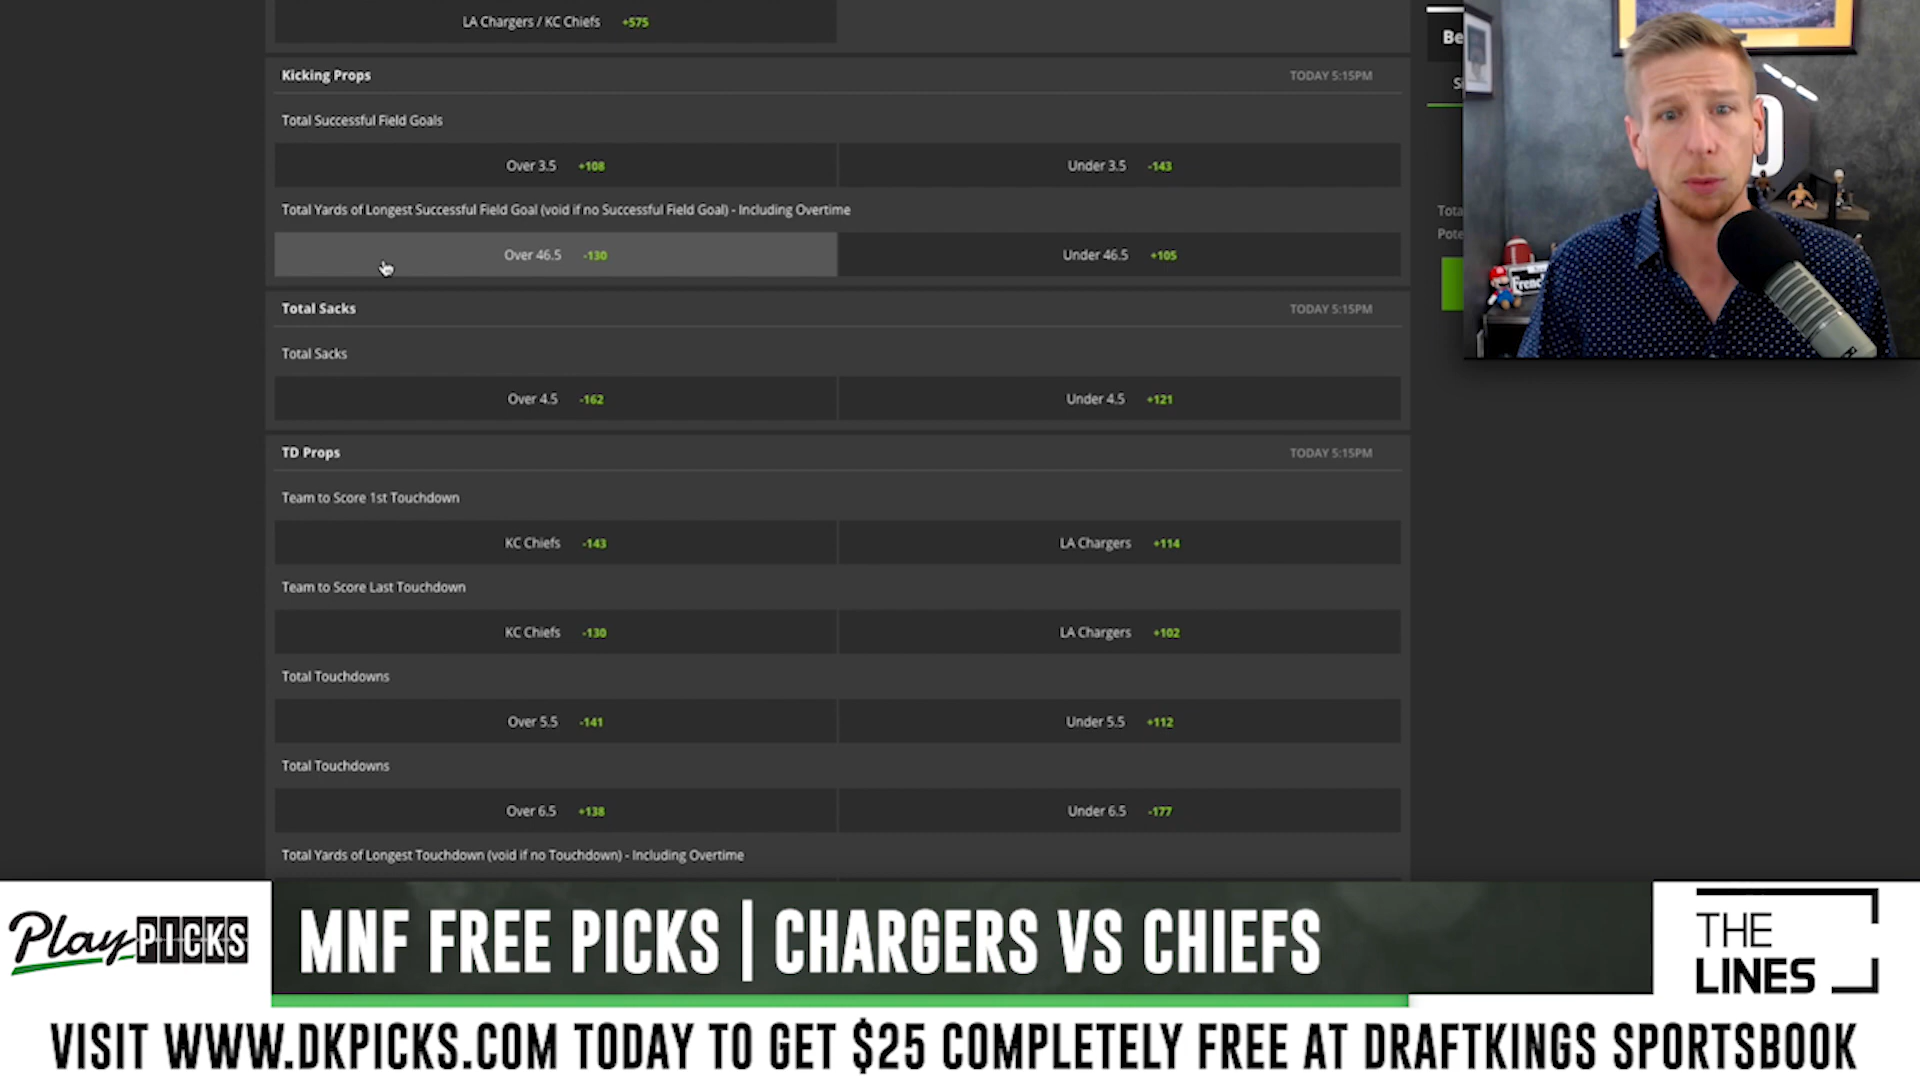 LA Chargers / KC Chiefs +575
Kicking Props TODAY 5:15PM
Total Successful Field Goals
Over 3.5 +108 Under 3.5 -143
Total Yards of Longest Successful Field Goal (void if no Successful Field Goal) - Including Overtime
Over 46.5 -130 Under 46.5 +105
Total Sacks TODAY 5:15PM
Total Sacks
Over 4.5 -162 Under 4.5 +121
TD Props TODAY 5:15PM
Team to Score 1st Touchdown
KC Chiefs -143 LA Chargers +114
Team to Score Last Touchdown
KC Chiefs -130 LA Chargers +102
Total Touchdowns
Over 5.5 -141 Under 5.5 +112
Total Touchdowns
Over 6.5 +138 Under 6.5 -177
Total Yards of Longest Touchdown (void if no Touchdown) - Including Overtime
Be
Tota
Pote
PlayPICKS
MNF FREE PICKS | CHARGERS VS CHIEFS
THE
LINES
VISIT WWW.DKPICKS.COM TODAY TO GET $25 COMPLETELY FREE AT DRAFTKINGS SPORTSBOOK